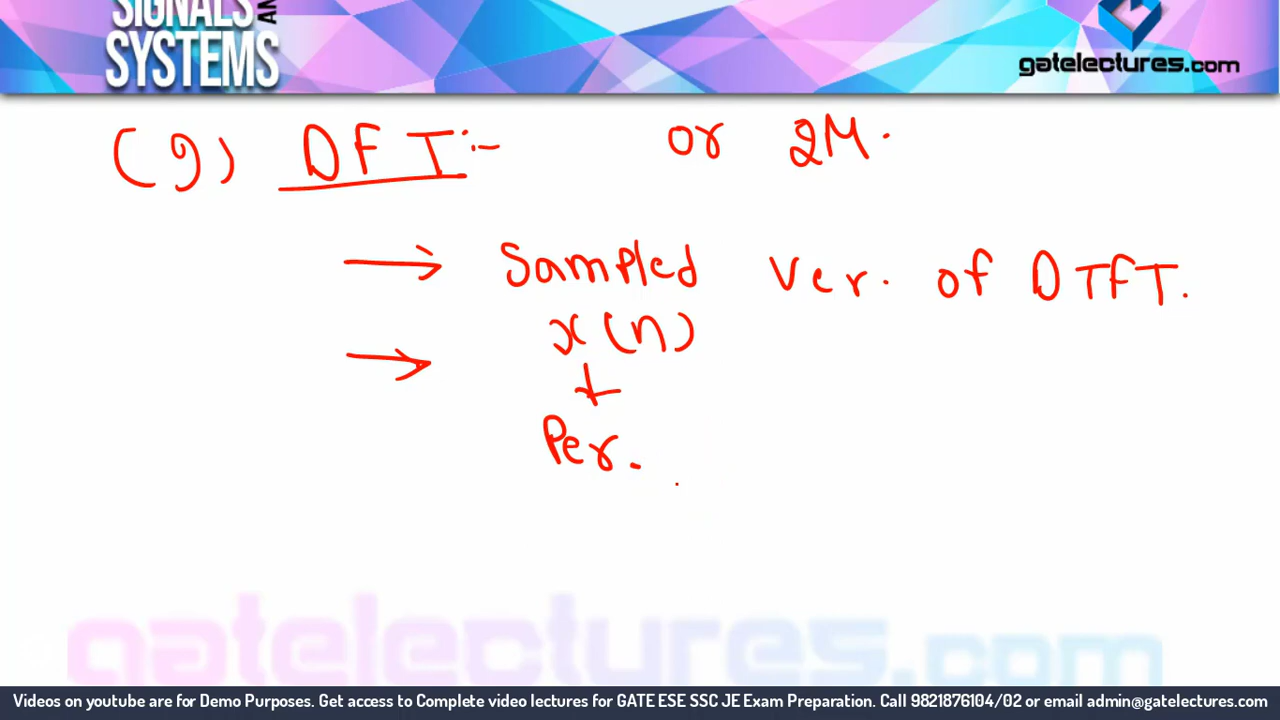 SIGNALS AND
SYSTEMS
gatelectures.com
(9) DFT:- or 2M.
→ Sampled Ver. of DTFT.
→ x(n)
Per.
gatelectures.com
Videos on youtube are for Demo Purposes. Get access to Complete video lectures for GATE ESE SSC JE Exam Preparation. Call 9821876104/02 or email admin@gatelectures.com